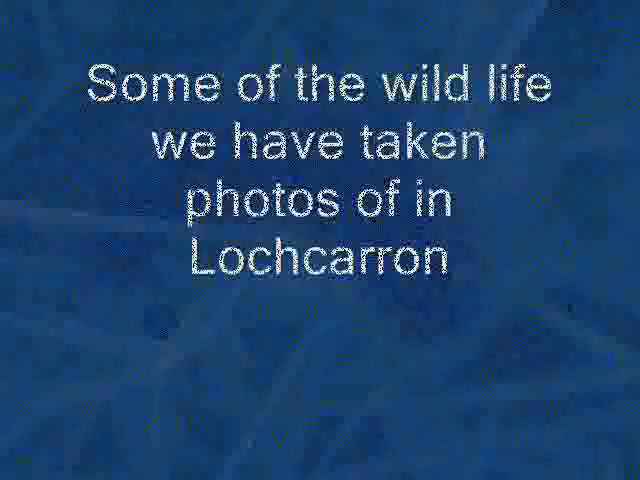 Some of the wild life
we have taken
photos of in
Lochcarron